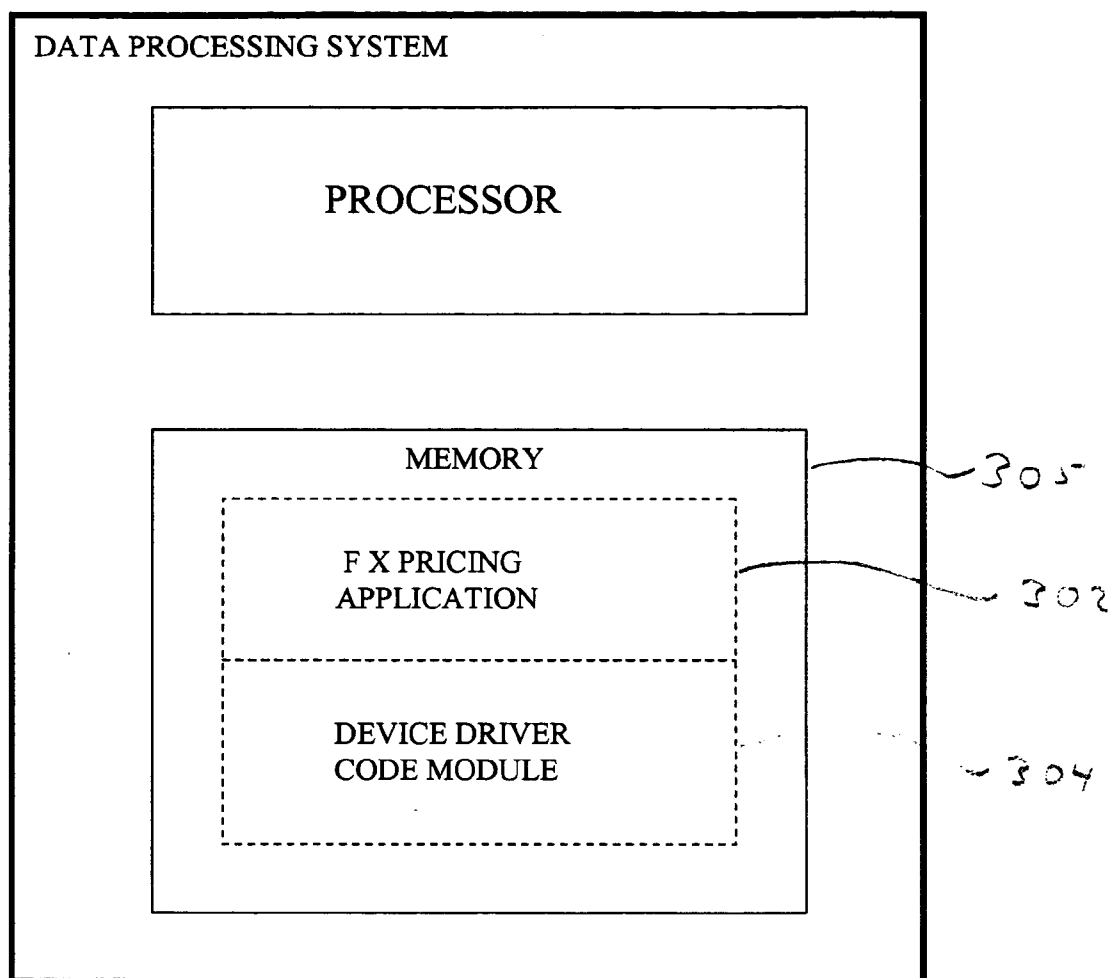 DATA PROCESSING SYSTEM
PROCESSOR
MEMORY
305
F X PRICING
APPLICATION
302
DEVICE DRIVER
CODE MODULE
304